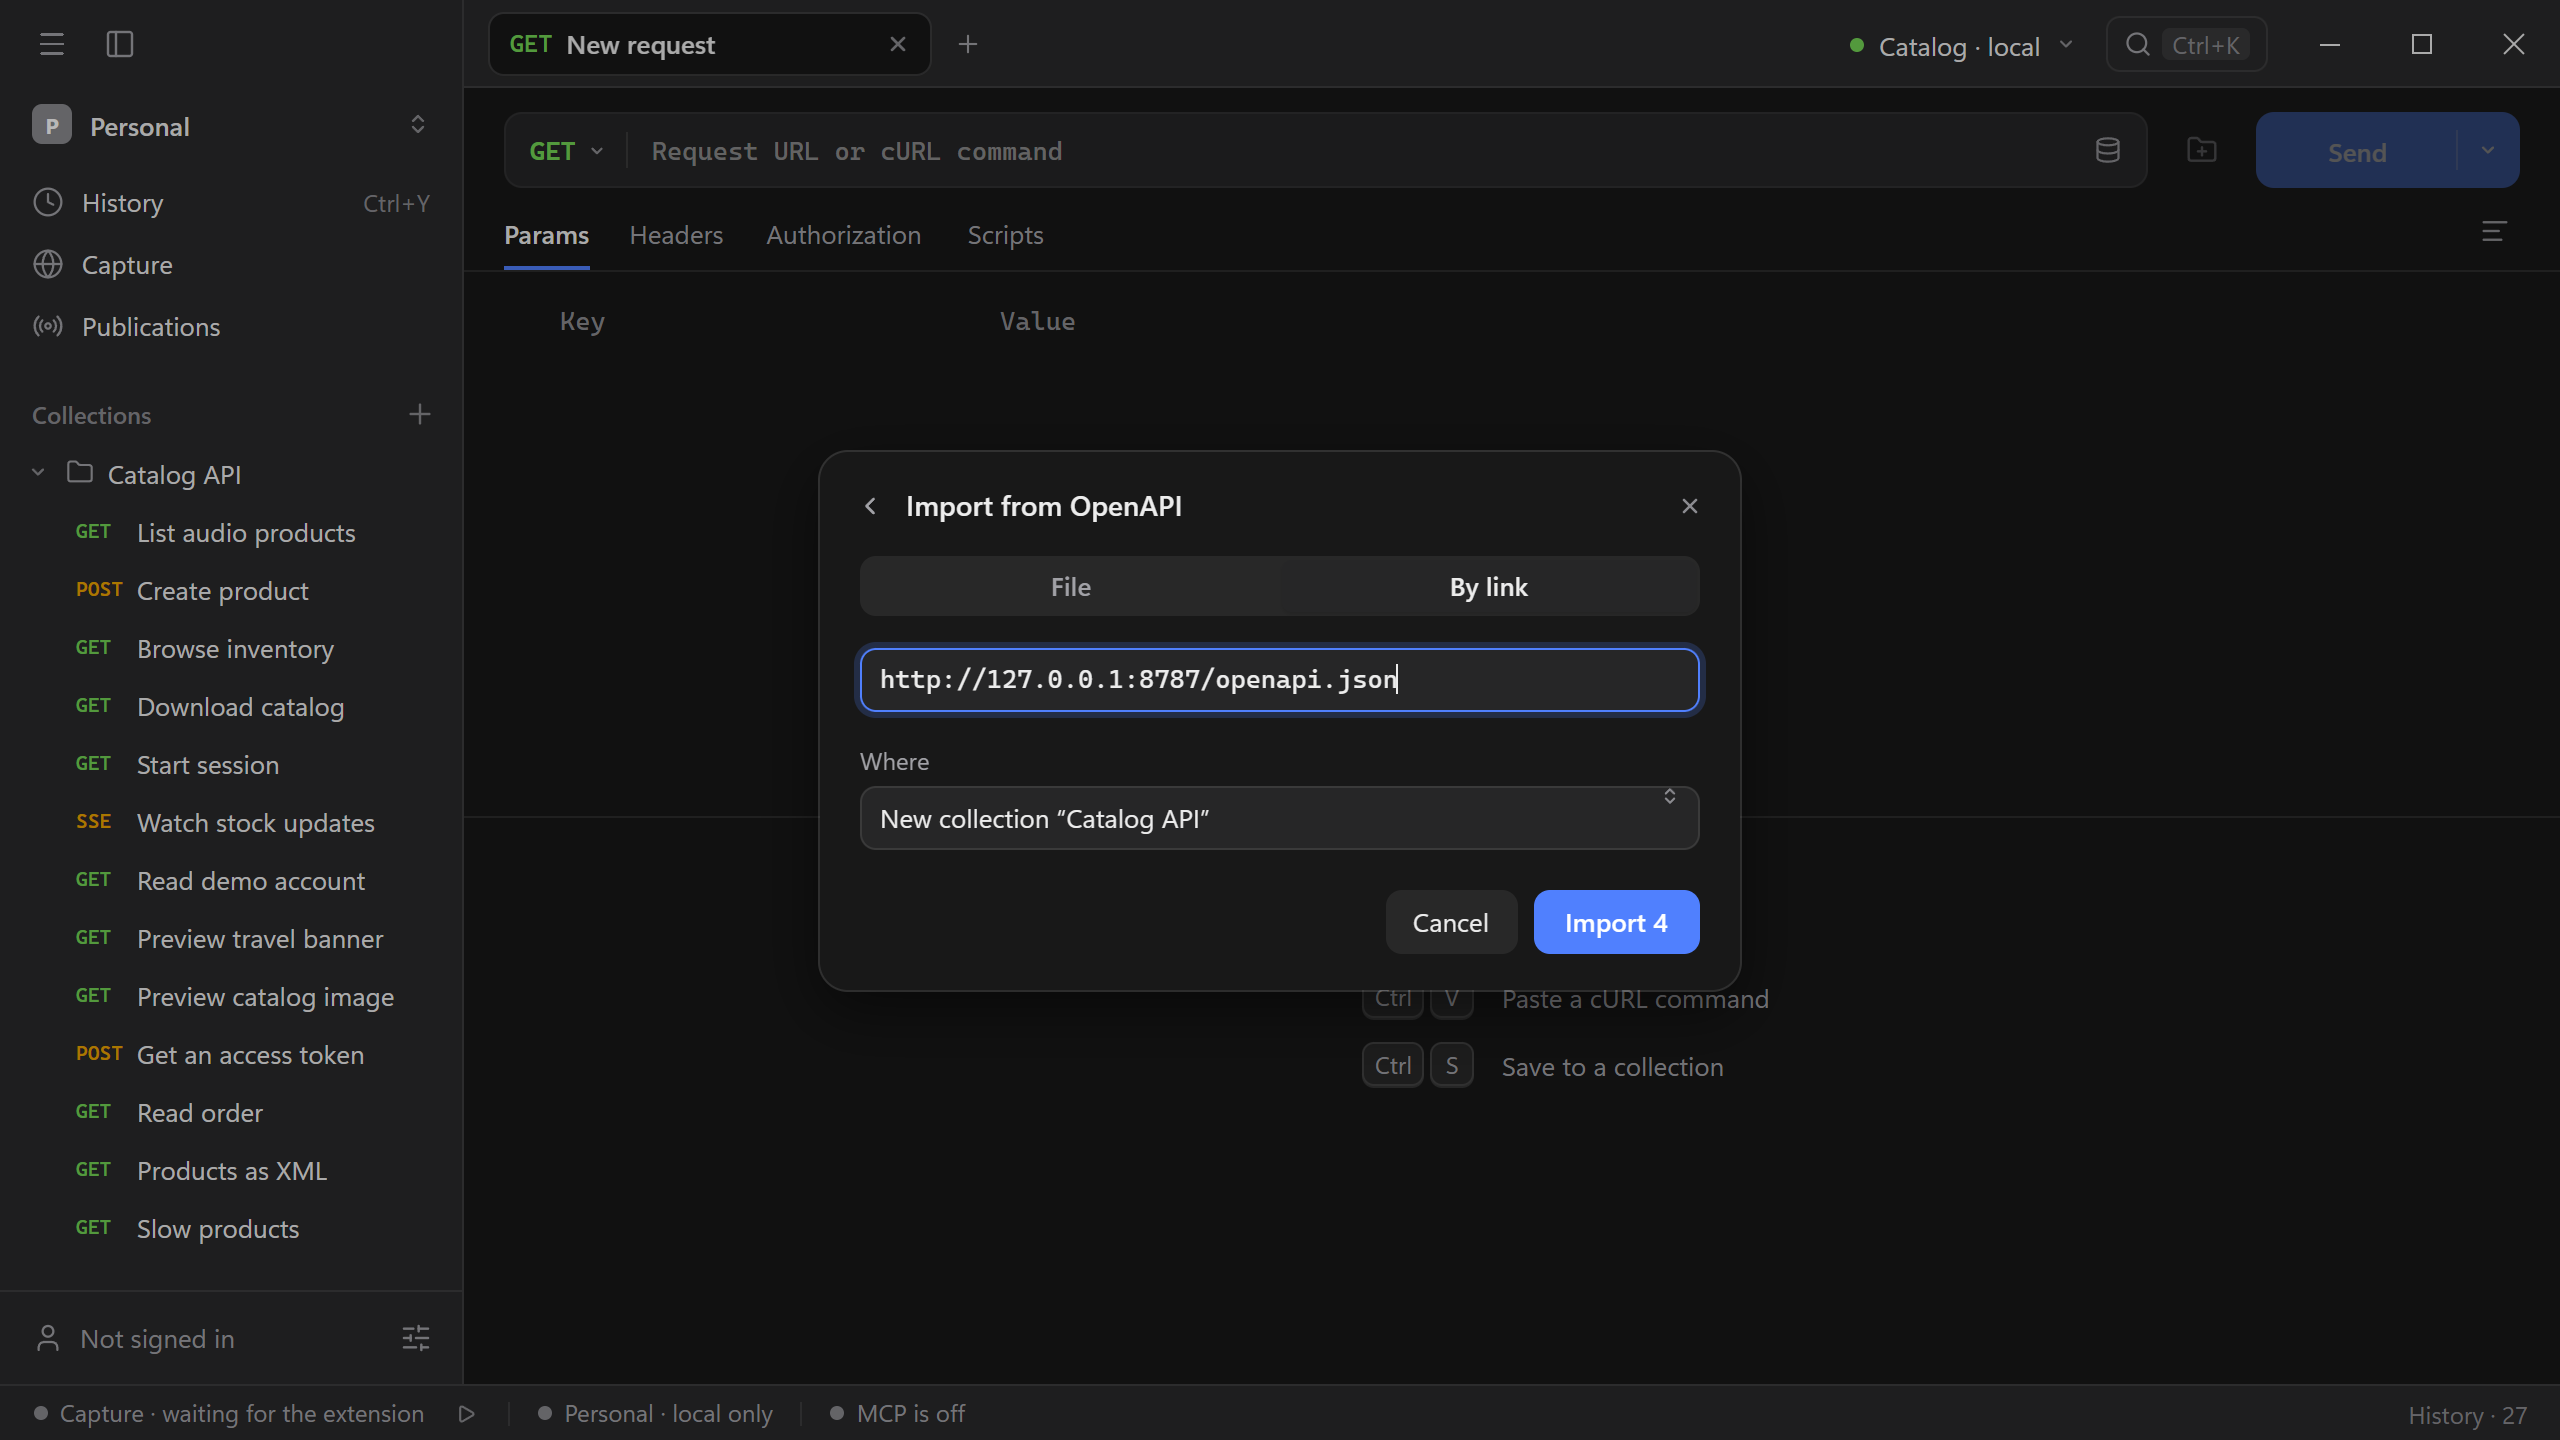 GET New request
Catalog · local
Ctrl+K
P Personal
History Ctrl+Y
Capture
Publications
Collections
Catalog API
GET List audio products
POST Create product
GET Browse inventory
GET Download catalog
GET Start session
SSE Watch stock updates
GET Read demo account
GET Preview travel banner
GET Preview catalog image
POST Get an access token
GET Read order
GET Products as XML
GET Slow products
Not signed in
GET Request URL or cURL command
Send
Params Headers Authorization Scripts
Key Value
Import from OpenAPI
File By link
http://127.0.0.1:8787/openapi.json
Where
New collection “Catalog API”
Cancel Import 4
Ctrl V Paste a cURL command
Ctrl S Save to a collection
Capture · waiting for the extension
Personal · local only
MCP is off
History · 27